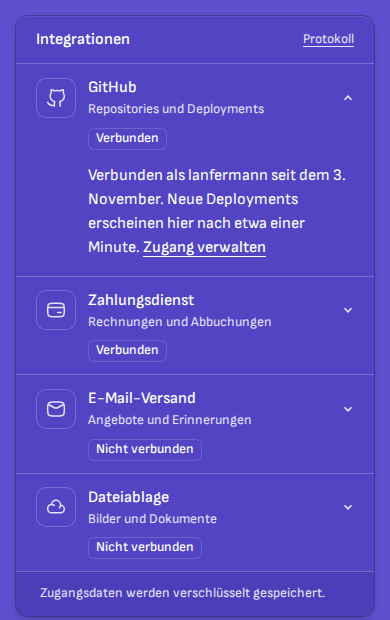 Integrationen
Protokoll
GitHub
Repositories und Deployments
Verbunden
Verbunden als lanfermann seit dem 3.
November. Neue Deployments
erscheinen hier nach etwa einer
Minute. Zugang verwalten
Zahlungsdienst
Rechnungen und Abbuchungen
Verbunden
E-Mail-Versand
Angebote und Erinnerungen
Nicht verbunden
Dateiablage
Bilder und Dokumente
Nicht verbunden
Zugangsdaten werden verschlüsselt gespeichert.